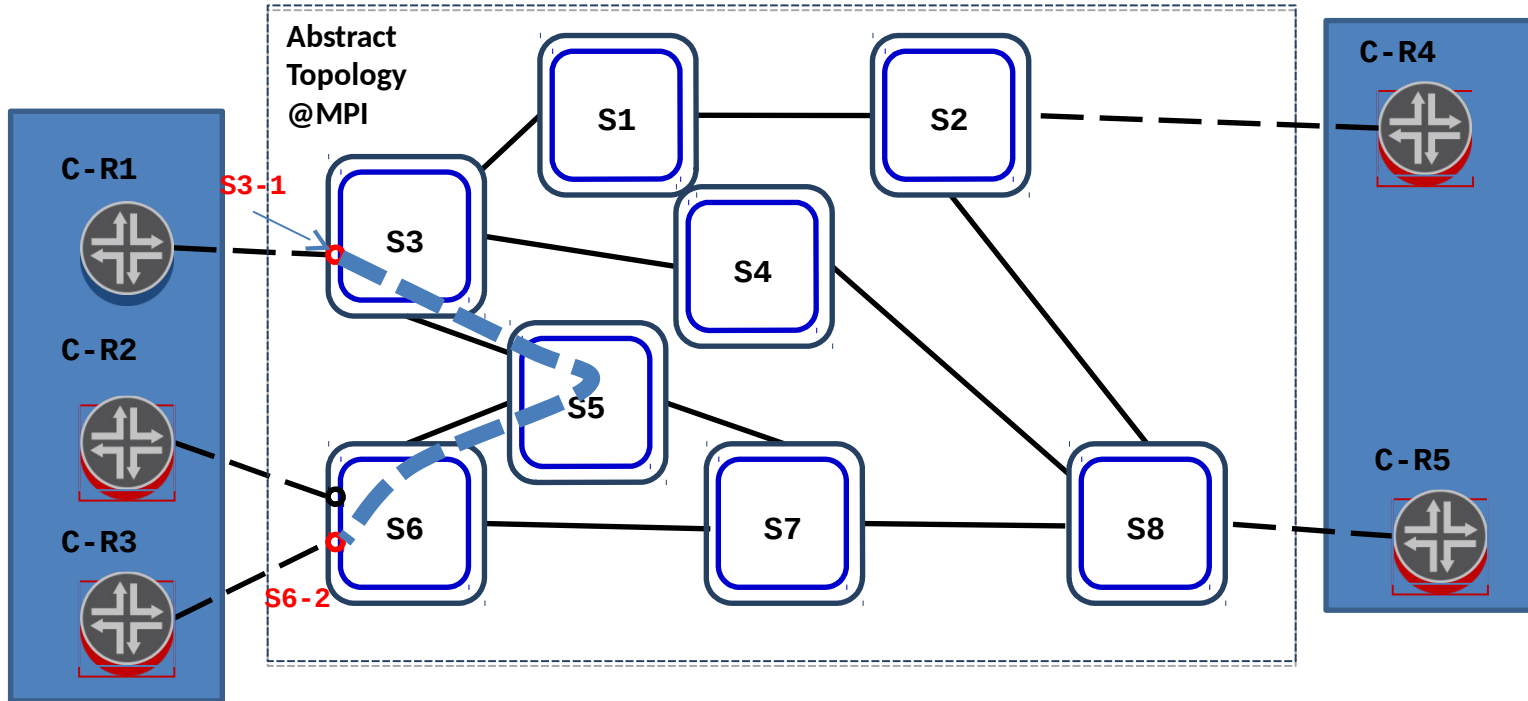 Abstract
Topology
@MPI
C-R4
S1
S2
C-R1
S3-1
S3
S4
C-R2
S5
C-R5
C-R3
S6
S7
S8
S6-2